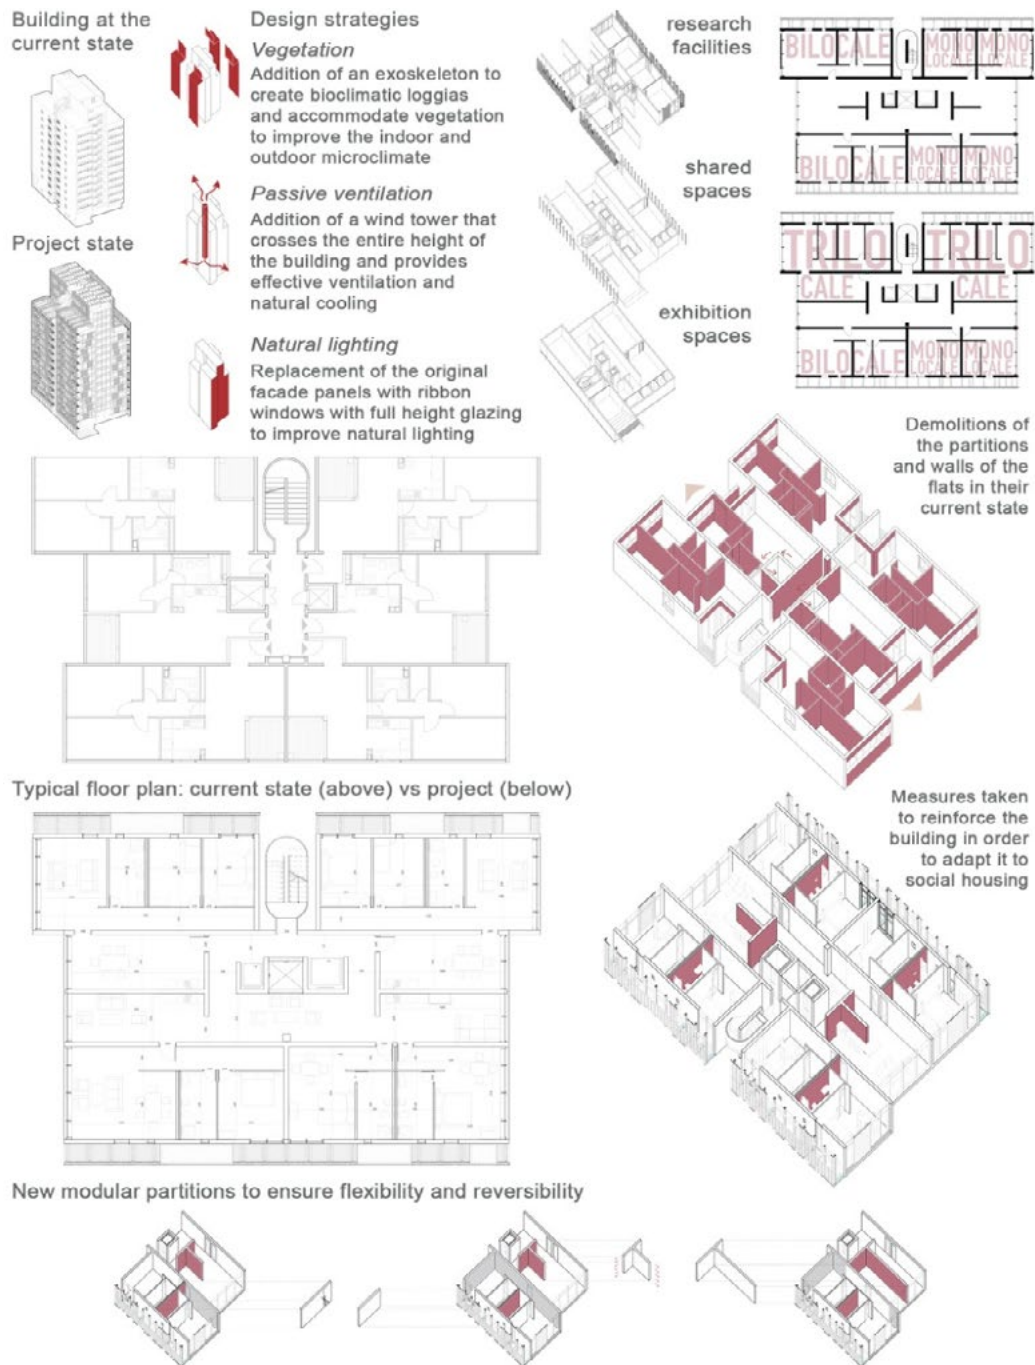 Building at the
current state
Project state
Design strategies
Vegetation
Addition of an exoskeleton to
create bioclimatic loggias
and accommodate vegetation
to improve the indoor and
outdoor microclimate
Passive ventilation
Addition of a wind tower that
crosses the entire height of
the building and provides
effective ventilation and
natural cooling
Natural lighting
Replacement of the original
facade panels with ribbon
windows with full height glazing
to improve natural lighting
research
facilities
shared
spaces
exhibition
spaces
BILOCALE
MONO
LOCALE
MONO
LOCALE
BILOCALE
MONO
LOCALE
MONO
LOCALE
TRILO
CALE
TRILO
CALE
BILOCALE
MONO
LOCALE
MONO
LOCALE
Demolitions of
the partitions
and walls of the
flats in their
current state
Typical floor plan: current state (above) vs project (below)
Measures taken
to reinforce the
building in order
to adapt it to
social housing
New modular partitions to ensure flexibility and reversibility